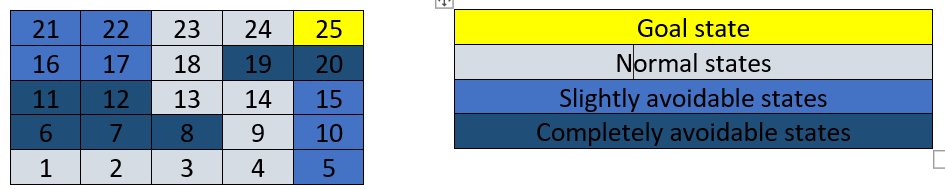 21 22 23 24 25
16 17 18 19 20
11 12 13 14 15
6 7 8 9 10
1 2 3 4 5
Goal state
Normal states
Slightly avoidable states
Completely avoidable states